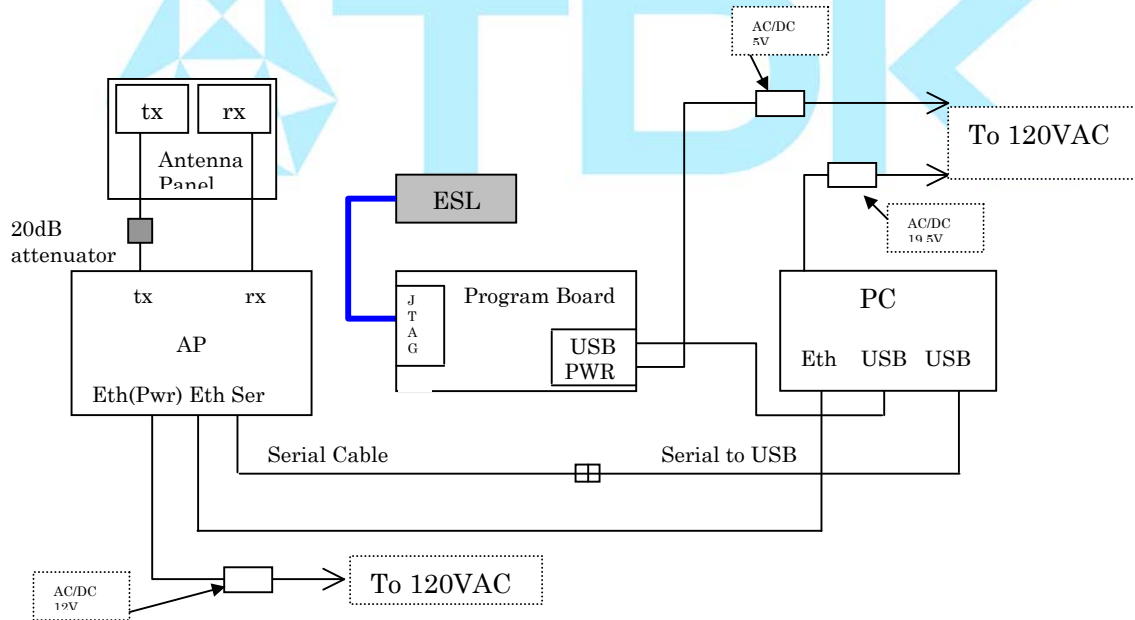 TDK
AC/DC
5V
tx
rx
To 120VAC
Antenna
Panel
ESL
20dB
attenuator
AC/DC
19.5V
tx
rx
JTAG
Program Board
PC
AP
USB
PWR
Eth
USB
USB
Eth(Pwr) Eth Ser
Serial Cable
Serial to USB
AC/DC
12V
To 120VAC